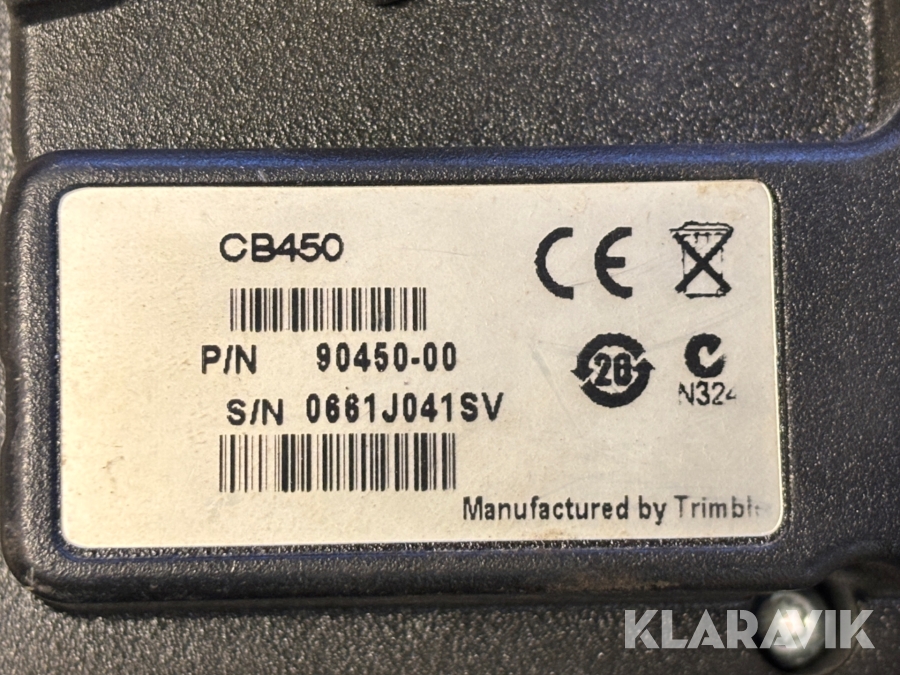 CB450
P/N 90450-00
S/N 0661J041SV
CE
20
N324
Manufactured by Trimble
KLARAVIK